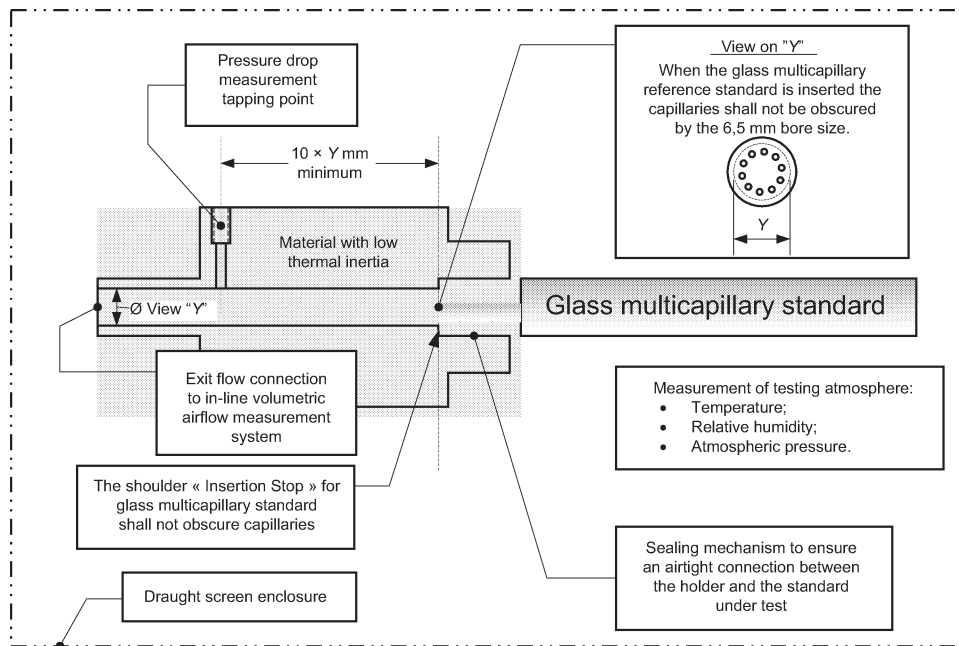 Pressure drop
measurement
tapping point
View on "Y"
When the glass multicapillary
reference standard is inserted the
capillaries shall not be obscured
by the 6,5 mm bore size.
Y
10 × Y mm
minimum
Material with low
thermal inertia
Ø View "Y"
Glass multicapillary standard
Exit flow connection
to in-line volumetric
airflow measurement
system
Measurement of testing atmosphere:
• Temperature;
• Relative humidity;
• Atmospheric pressure.
The shoulder « Insertion Stop » for
glass multicapillary standard
shall not obscure capillaries
Sealing mechanism to ensure
an airtight connection between
the holder and the standard
under test
Draught screen enclosure